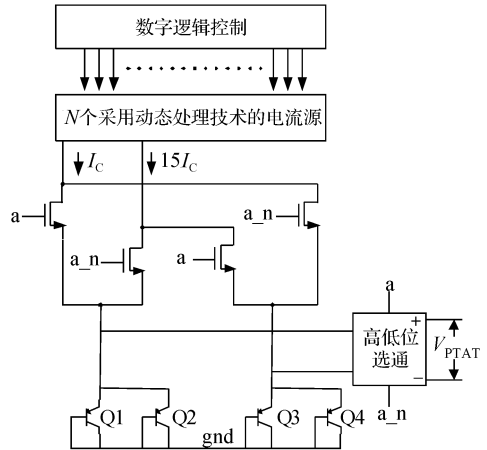 数字逻辑控制
N个采用动态处理技术的电流源
I_C
15I_C
a
a_n
a_n
a
a
+
高低位
选通
−
V_PTAT
a_n
Q1
Q2
Q3
Q4
gnd